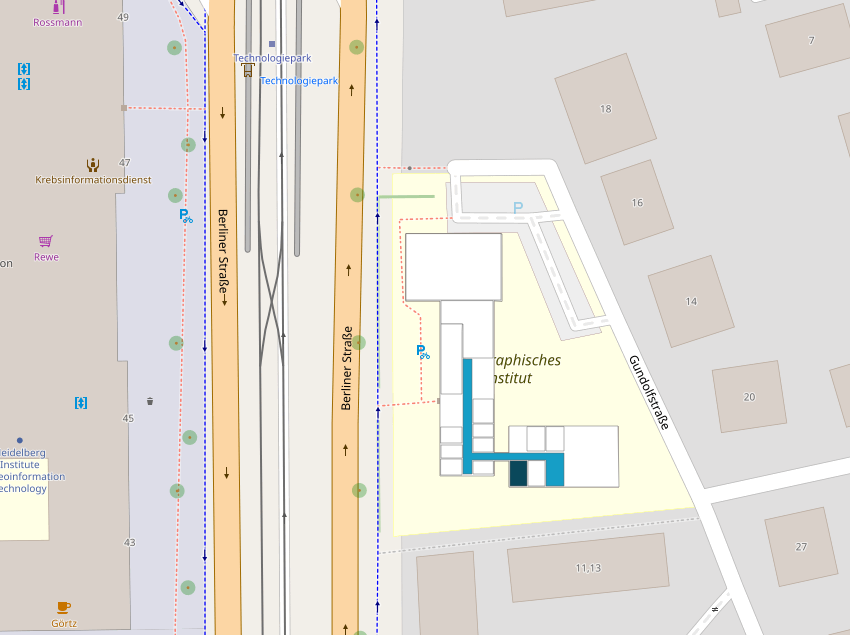 Rossmann
49
Technologiepark
Technologiepark
7
18
47
Krebsinformationsdienst
16
P
Berliner Straße
Rewe
on
14
Berliner Straße
raphisches
nstitut
Gundolfstraße
20
45
eidelberg
Institute
eoinformation
echnology
43
27
11,13
Görtz